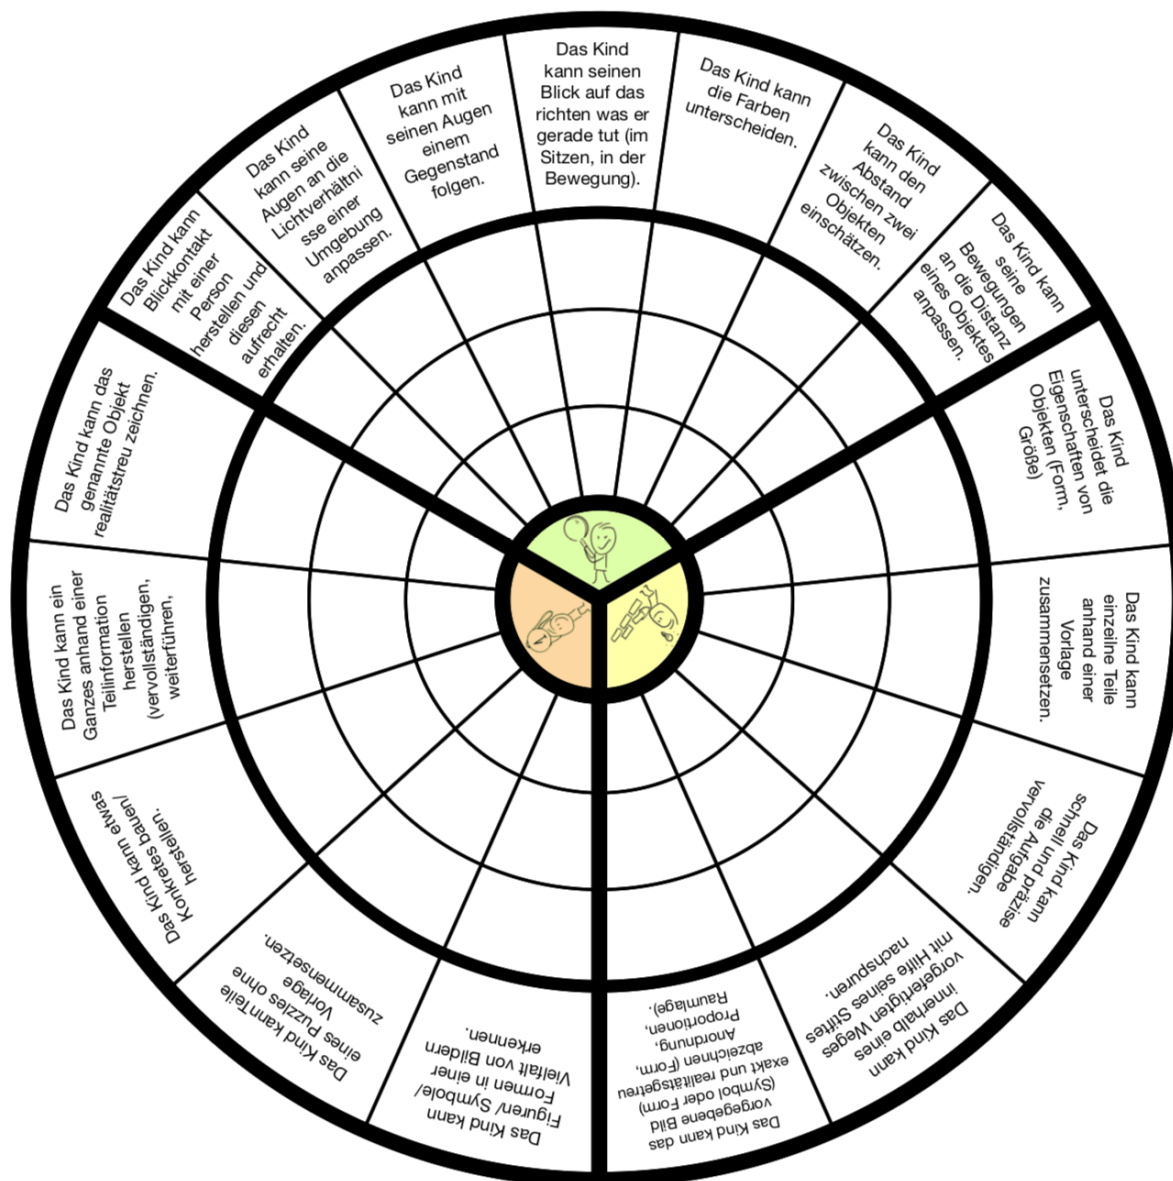 Das Kind kann
Blickkontakt
mit einer
Person
herstellen und
diesen
aufrecht
erhalten.
Das Kind
kann seine
Augen an die
Lichtverhältni
sse einer
Umgebung
anpassen.
Das Kind
kann mit
seinen Augen
einem
Gegenstand
folgen.
Das Kind
kann seinen
Blick auf das
richten was er
gerade tut (im
Sitzen, in der
Bewegung).
Das Kind kann
die Farben
unterscheiden.
Das Kind
kann den
Abstand
zwischen zwei
Objekten
einschätzen.
Das Kind kann
seine
Bewegungen
an die Distanz
eines Objektes
anpassen.
Das Kind
unterscheidet die
Eigenschaften von
Objekten (Form,
Größe)
Das Kind kann
einzeilne Teile
anhand einer
Vorlage
zusammensetzen.
Das Kind kann
schnell und präzise
die Aufgabe
vervollständigen.
Das Kind kann
innerhalb eines
vorgefertigten Weges
mit Hilfe seines Stiftes
nachspuren.
Das Kind kann das
vorgegebene Bild
(Symbol oder Form)
exakt und realitätsgetreu
abzeichnen (Form,
Anordnung,
Proportionen,
Raumlage).
Das Kind kann
Figuren/ Symbole/
Formen in einer
Vielfalt von Bildern
erkennen.
Das Kind kannTeile
eines Puzzles ohne
Vorlage
zusammensetzen.
Das Kind kann etwas
Konkretes bauen/
herstellen.
Das Kind kann ein
Ganzes anhand einer
Teilinformation
herstellen
(vervollständigen,
weiterführen,
Das Kind kann das
genannte Objekt
realitätstreu zeichnen.